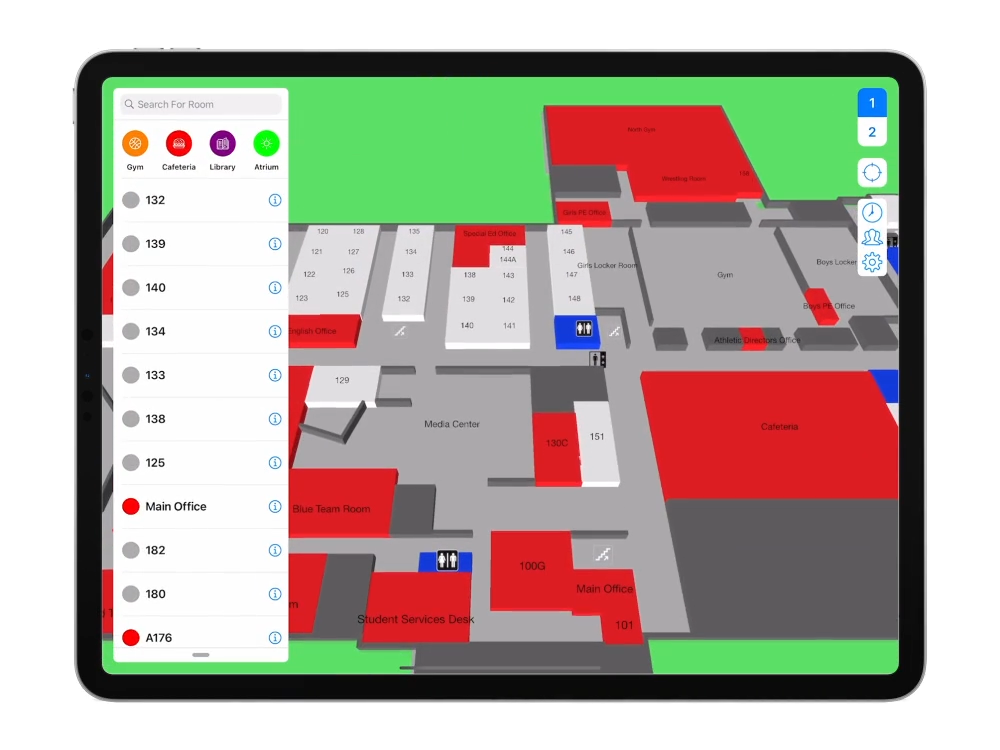 Search For Room
Gym
Cafeteria
Library
Atrium
132
139
140
134
133
138
125
Main Office
182
180
A176
1
2
North Gym
Wrestling Room
Girls PE Office
120
128
135
Special Ed Office
145
121
127
134
144
146
144A
Girls Locker Room
Boys Locker
122
126
133
138
143
147
Gym
123
125
132
139
142
148
Boys PE Office
English Office
140
141
Athletic Directors Office
129
Media Center
130C
151
Cafeteria
Blue Team Room
100G
m
Main Office
d T
Student Services Desk
101